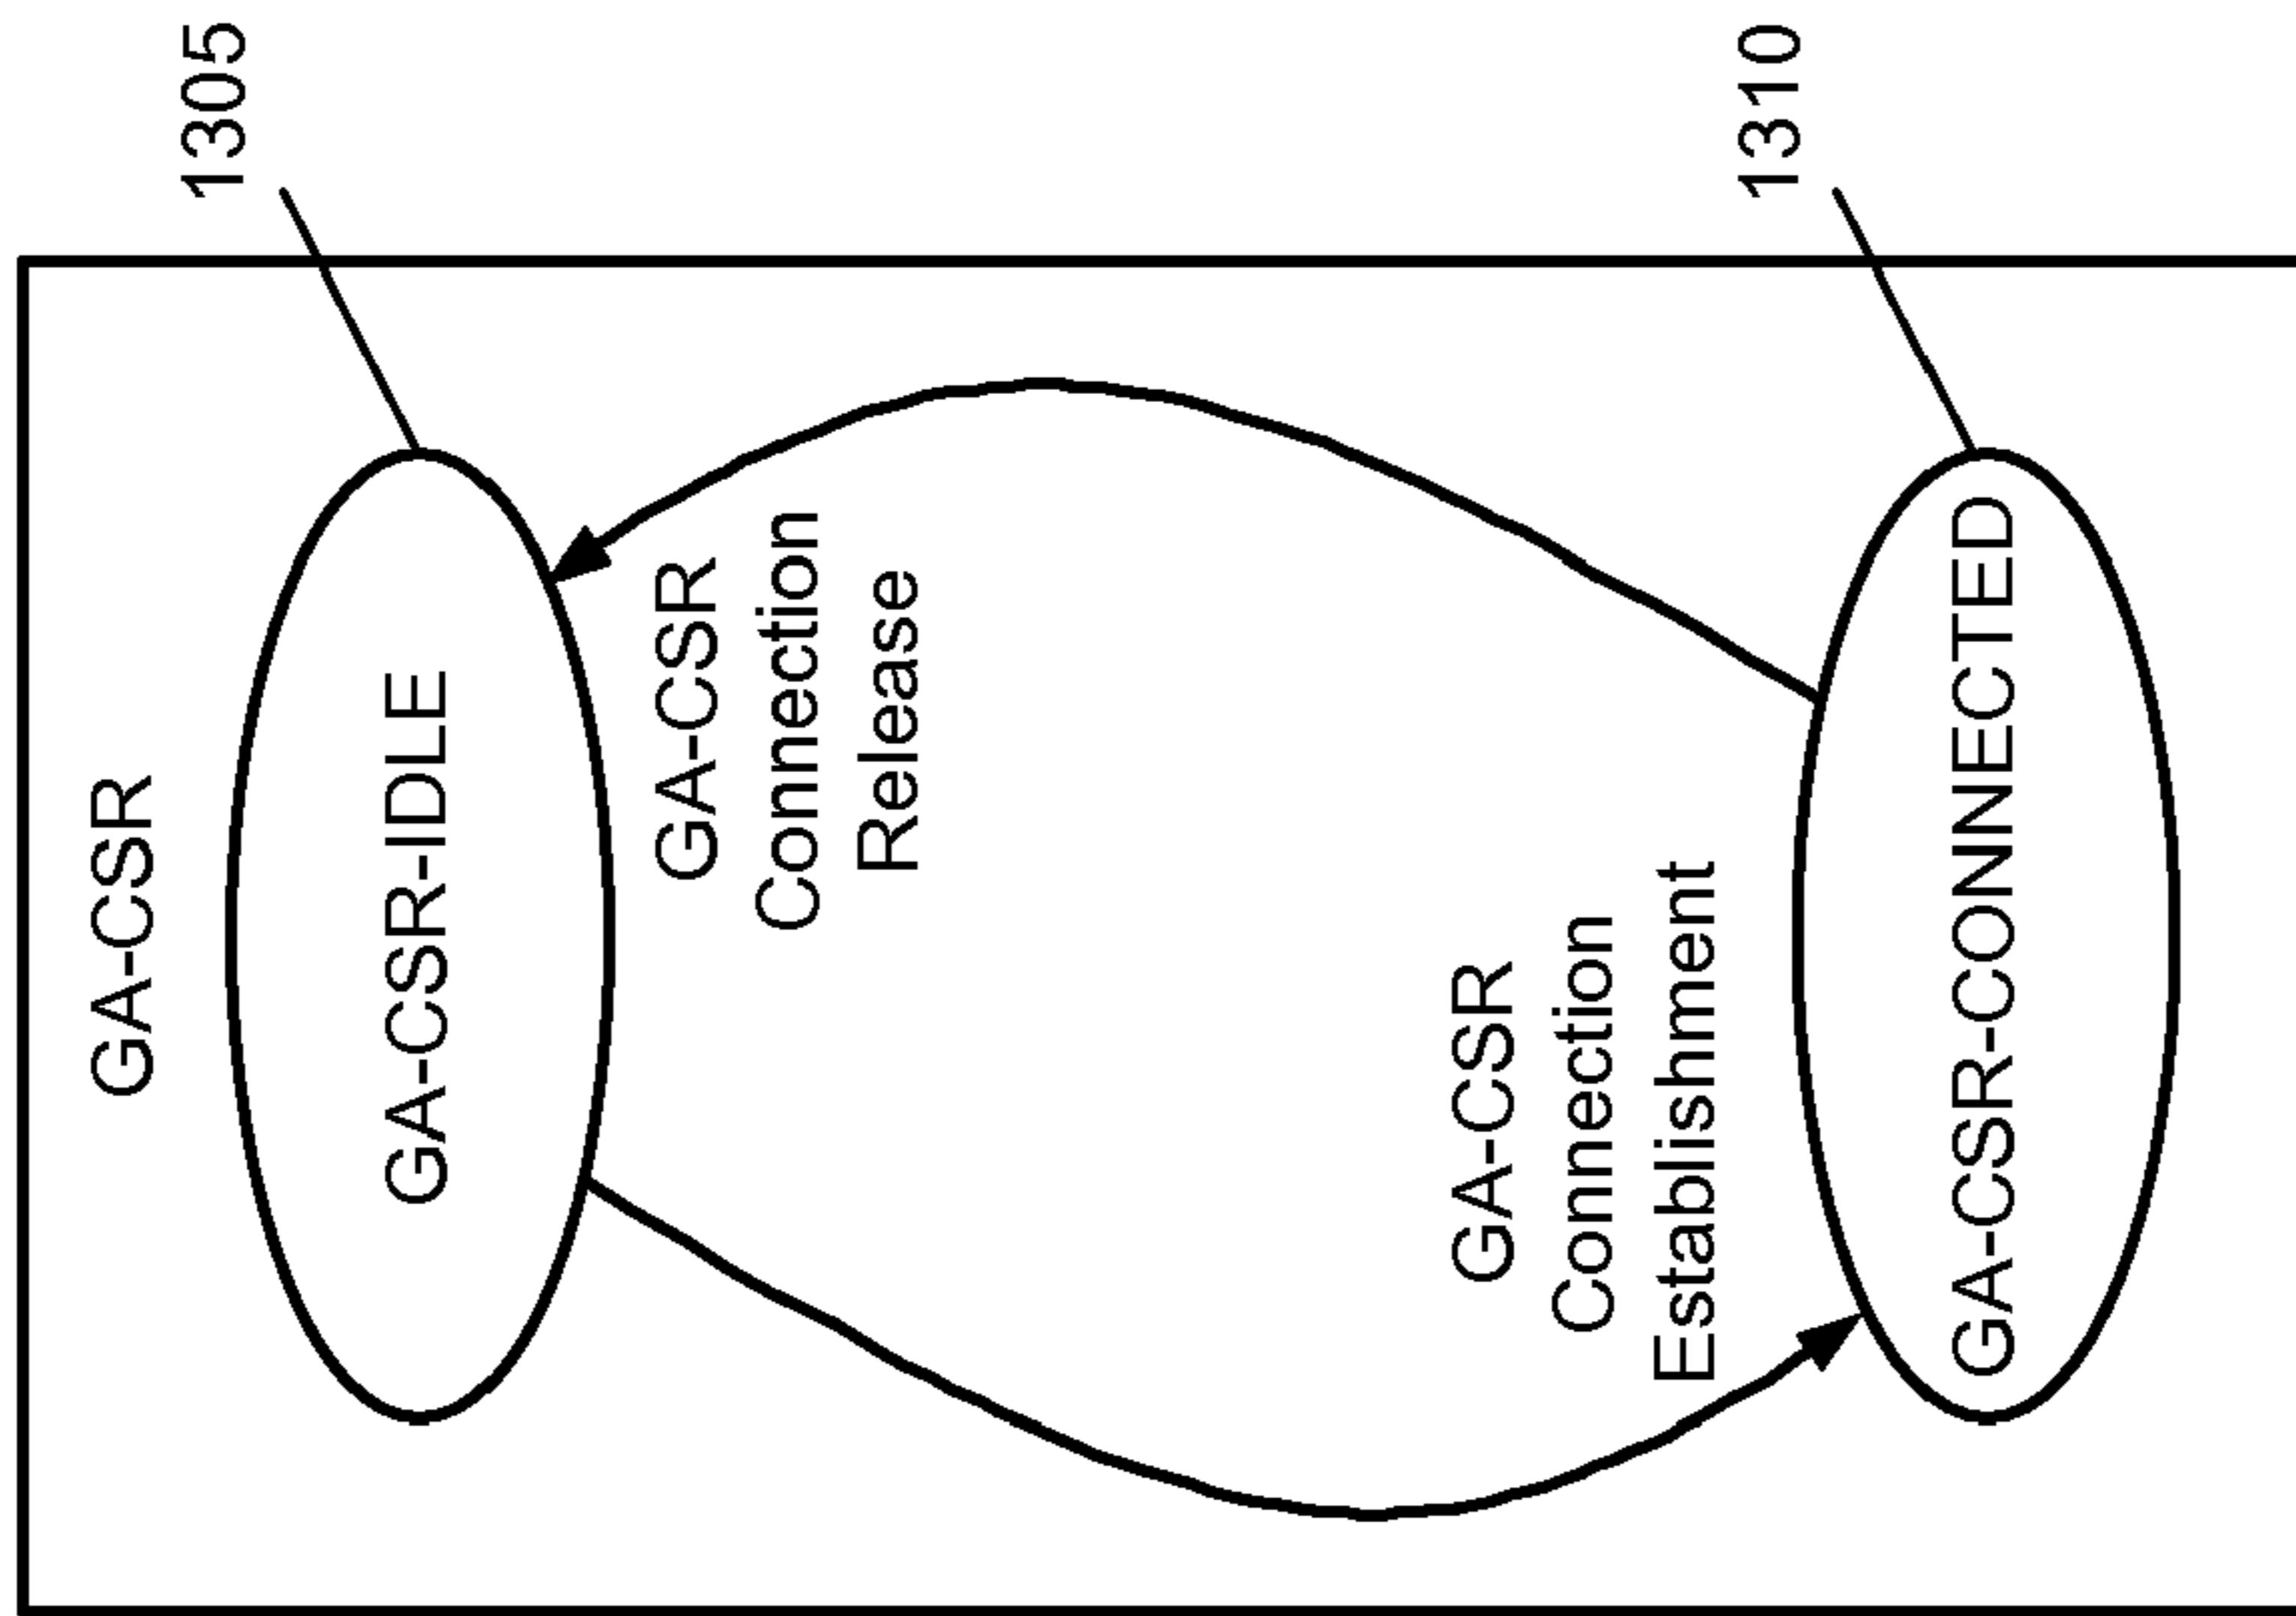 GA-CSR
1305
GA-CSR-IDLE
GA-CSR
Connection
Release
GA-CSR
Connection
Establishment
1310
GA-CSR-CONNECTED